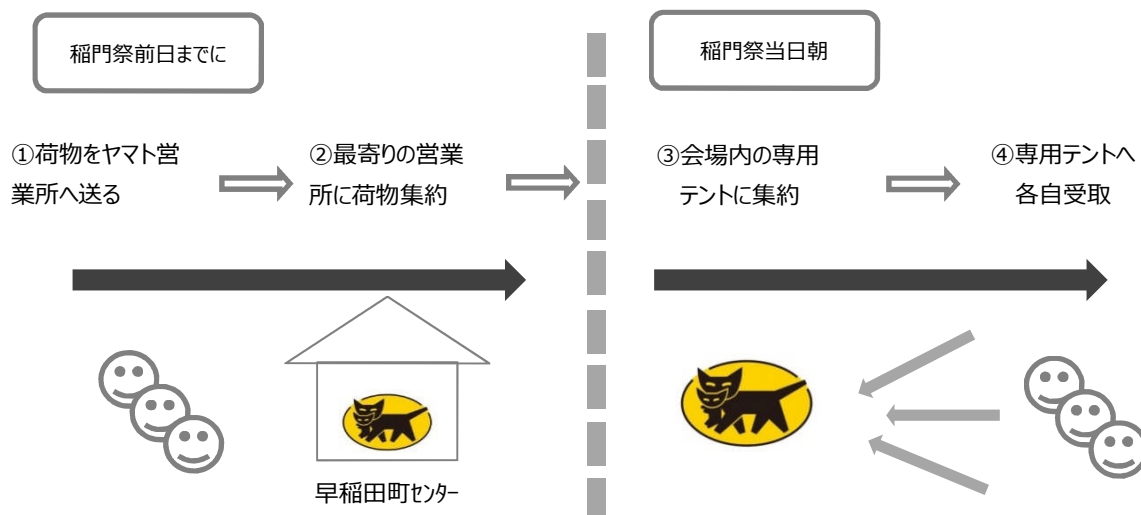 稲門祭前日までに
稲門祭当日朝
①荷物をヤマト営
業所へ送る
②最寄りの営業
所に荷物集約
③会場内の専用
テントに集約
④専用テントへ
各自受取
早稲田町ｾﾝﾀｰ